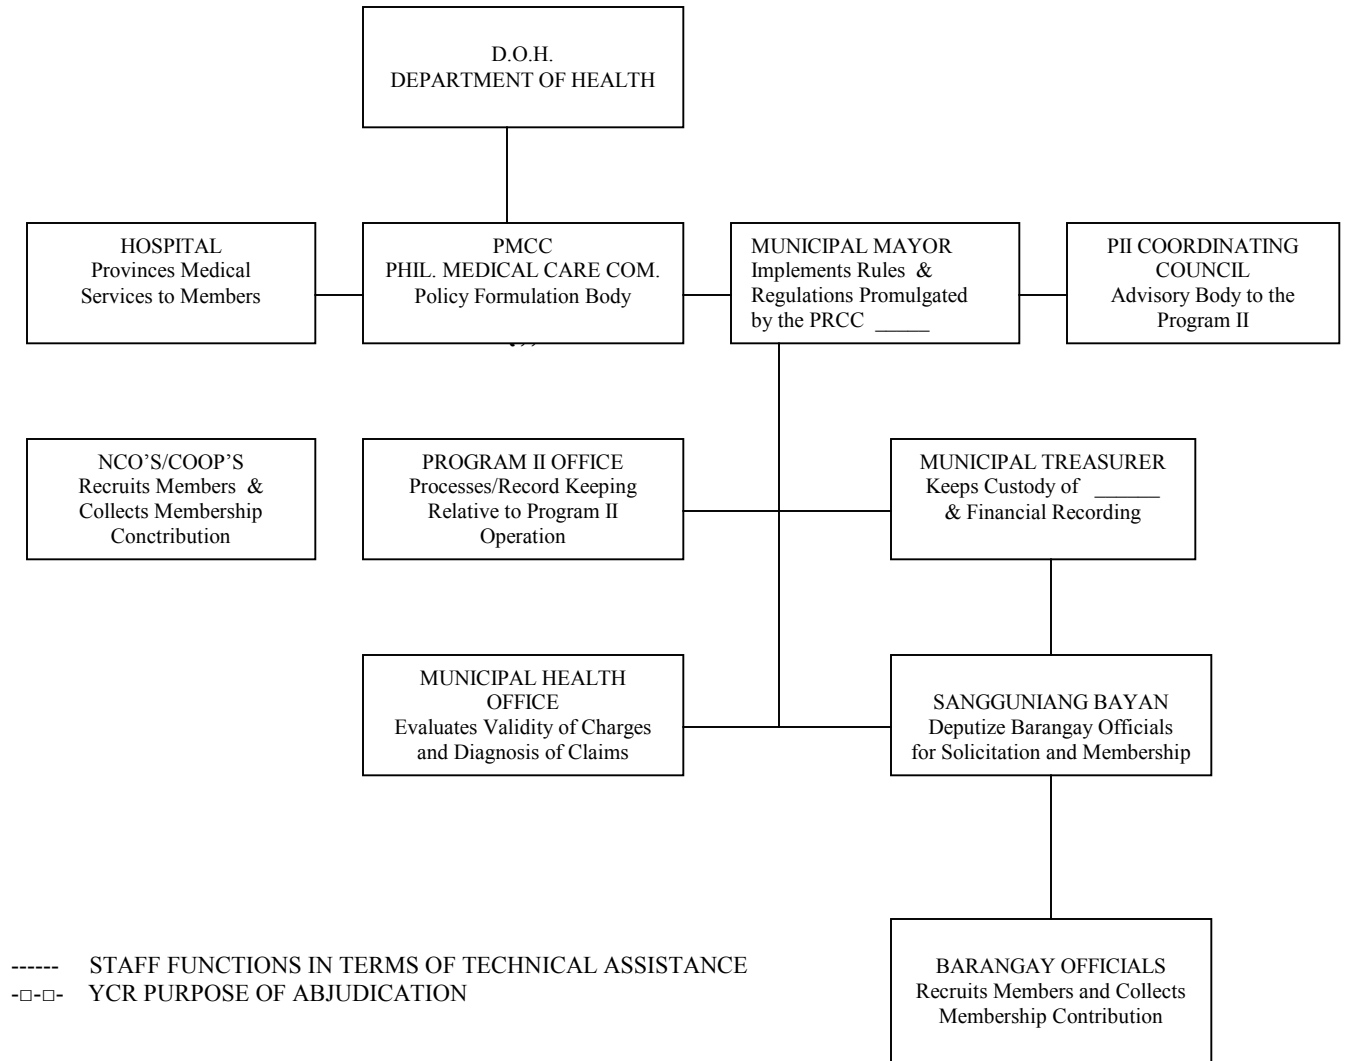 D.O.H.
DEPARTMENT OF HEALTH
HOSPITAL
Provinces Medical
Services to Members
PMCC
PHIL. MEDICAL CARE COM.
Policy Formulation Body
MUNICIPAL MAYOR
Implements Rules &
Regulations Promulgated
by the PRCC _____
PII COORDINATING
COUNCIL
Advisory Body to the
Program II
NCO'S/COOP'S
Recruits Members &
Collects Membership
Conctribution
PROGRAM II OFFICE
Processes/Record Keeping
Relative to Program II
Operation
MUNICIPAL TREASURER
Keeps Custody of ______
& Financial Recording
MUNICIPAL HEALTH
OFFICE
Evaluates Validity of Charges
and Diagnosis of Claims
SANGGUNIANG BAYAN
Deputize Barangay Officials
for Solicitation and Membership
BARANGAY OFFICIALS
Recruits Members and Collects
Membership Contribution
------ STAFF FUNCTIONS IN TERMS OF TECHNICAL ASSISTANCE
-□-□- YCR PURPOSE OF ABJUDICATION